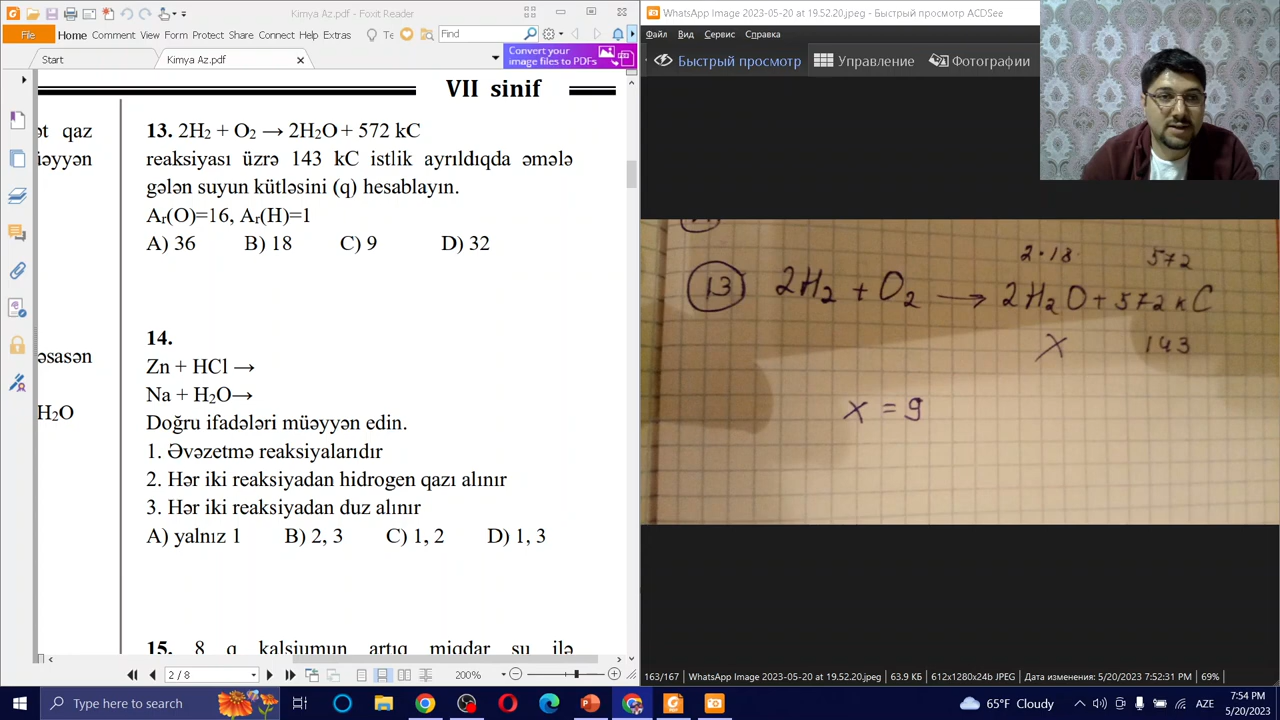 Kimya Az.pdf - Foxit Reader
File Home Comment View Form Protect Share Connect Help Extras
Find
Start
Kimya Az.pdf
Convert your
image files to PDFs
VII sinif
ət qaz
iəyyən
əsasən
H₂O
13. 2H₂ + O₂ → 2H₂O + 572 kC
reaksiyası üzrə 143 kC istlik ayrıldıqda əmələ
gələn suyun kütləsini (q) hesablayın.
Aᵣ(O)=16, Aᵣ(H)=1
A) 36 B) 18 C) 9 D) 32
14.
Zn + HCl →
Na + H₂O→
Doğru ifadələri müəyyən edin.
1. Əvəzetmə reaksiyalarıdır
2. Hər iki reaksiyadan hidrogen qazı alınır
3. Hər iki reaksiyadan duz alınır
A) yalnız 1 B) 2, 3 C) 1, 2 D) 1, 3
15. 8 q kalsiumun artıq miqdar su ilə
2 / 8
200%
WhatsApp Image 2023-05-20 at 19.52.20.jpeg - Быстрый просмотр ACDSee
Файл Вид Сервис Справка
Быстрый просмотр Управление Фотографии
2·18 572
13 2H₂ + O₂ → 2H₂O + 572 kC
X 143
x = 9
163/167 WhatsApp Image 2023-05-20 at 19.52.20.jpeg 63.9 KB 612x1280x24b JPEG Дата изменения: 5/20/2023 7:52:31 PM 69%
Type here to search
65°F Cloudy
AZE
7:54 PM
5/20/2023